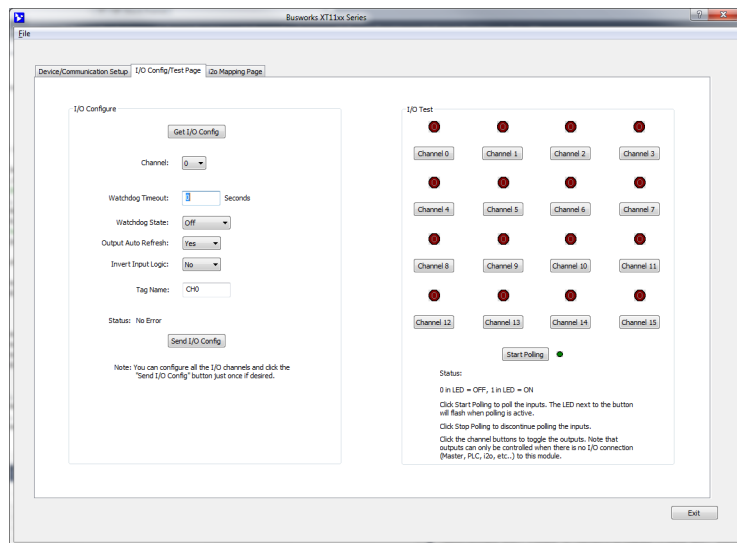 Busworks XT11xx Series
File
Device/Communication Setup I/O Config/Test Page i2o Mapping Page
I/O Configure
Get I/O Config
Channel: 0
Watchdog Timeout: 0 Seconds
Watchdog State: Off
Output Auto Refresh: Yes
Invert Input Logic: No
Tag Name: CH0
Status: No Error
Send I/O Config
Note: You can configure all the I/O channels and click the
"Send I/O Config" button just once if desired.
I/O Test
0 0 0 0
Channel 0 Channel 1 Channel 2 Channel 3
0 0 0 0
Channel 4 Channel 5 Channel 6 Channel 7
0 0 0 0
Channel 8 Channel 9 Channel 10 Channel 11
0 0 0 0
Channel 12 Channel 13 Channel 14 Channel 15
Start Polling
Status:
0 in LED = OFF, 1 in LED = ON
Click Start Polling to poll the inputs. The LED next to the button
will flash when polling is active.
Click Stop Polling to discontinue polling the inputs.
Click the channel buttons to toggle the outputs. Note that
outputs can only be controlled when there is no I/O connection
(Master, PLC, i2o, etc..) to this module.
Exit